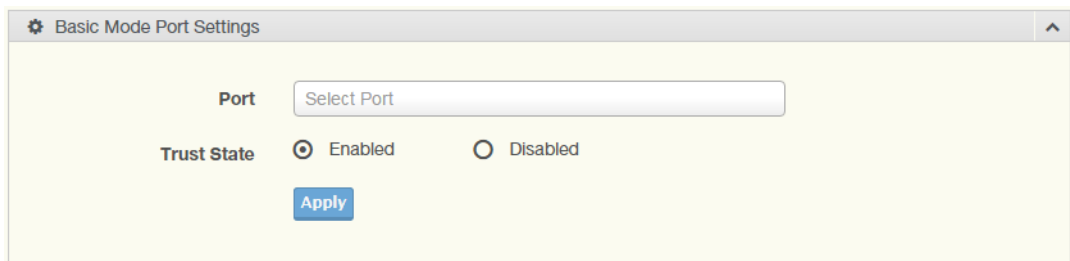 Basic Mode Port Settings
Port Select Port
Trust State Enabled Disabled
Apply